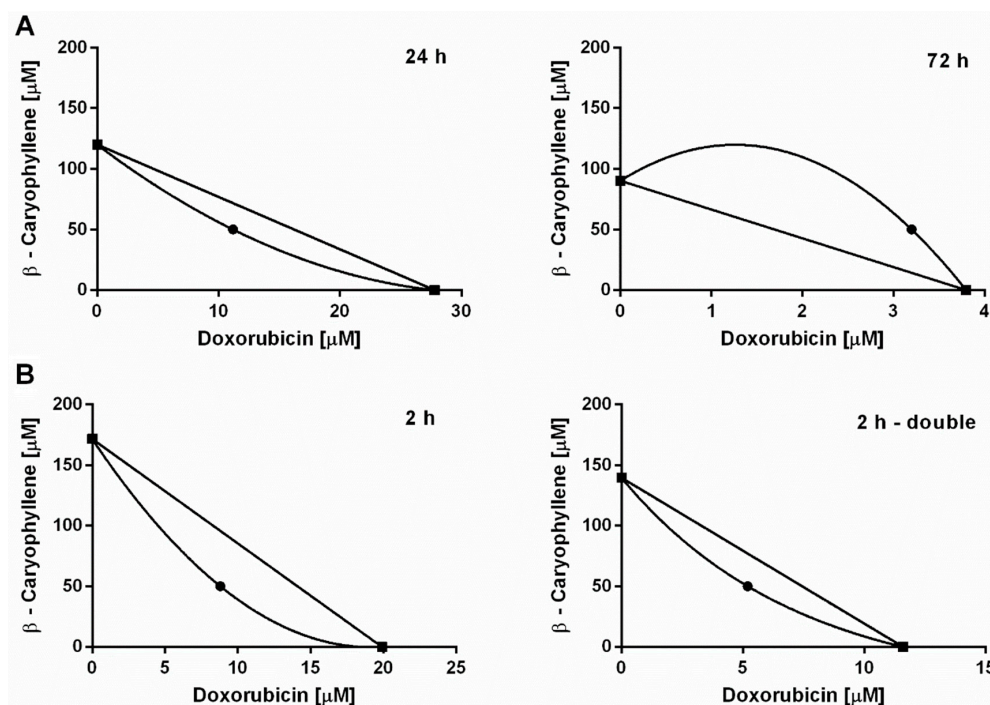 A
24 h
β - Caryophyllene [μM]
200
150
100
50
0
0 10 20 30
Doxorubicin [μM]
72 h
β - Caryophyllene [μM]
200
150
100
50
0
0 1 2 3 4
Doxorubicin [μM]
B
2 h
β - Caryophyllene [μM]
200
150
100
50
0
0 5 10 15 20 25
Doxorubicin [μM]
2 h - double
β - Caryophyllene [μM]
200
150
100
50
0
0 5 10 15
Doxorubicin [μM]